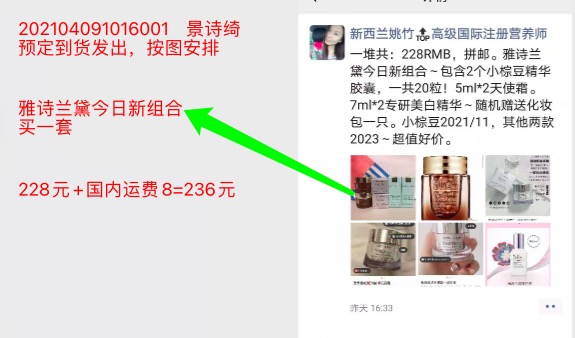 202104091016001 景诗绮
预定到货发出，按图安排
雅诗兰黛今日新组合
买一套
228元+国内运费8=236元
新西兰姚竹🔝高级国际注册营养师
一堆共：228RMB，拼邮。雅诗兰
黛今日新组合～包含2个小棕豆精华
胶囊，一共20粒！5ml*2天使霜。
7ml*2专研美白精华～随机赠送化妆
包一只。小棕豆2021/11，其他两款
2023～超值好价。
昨天 16:33